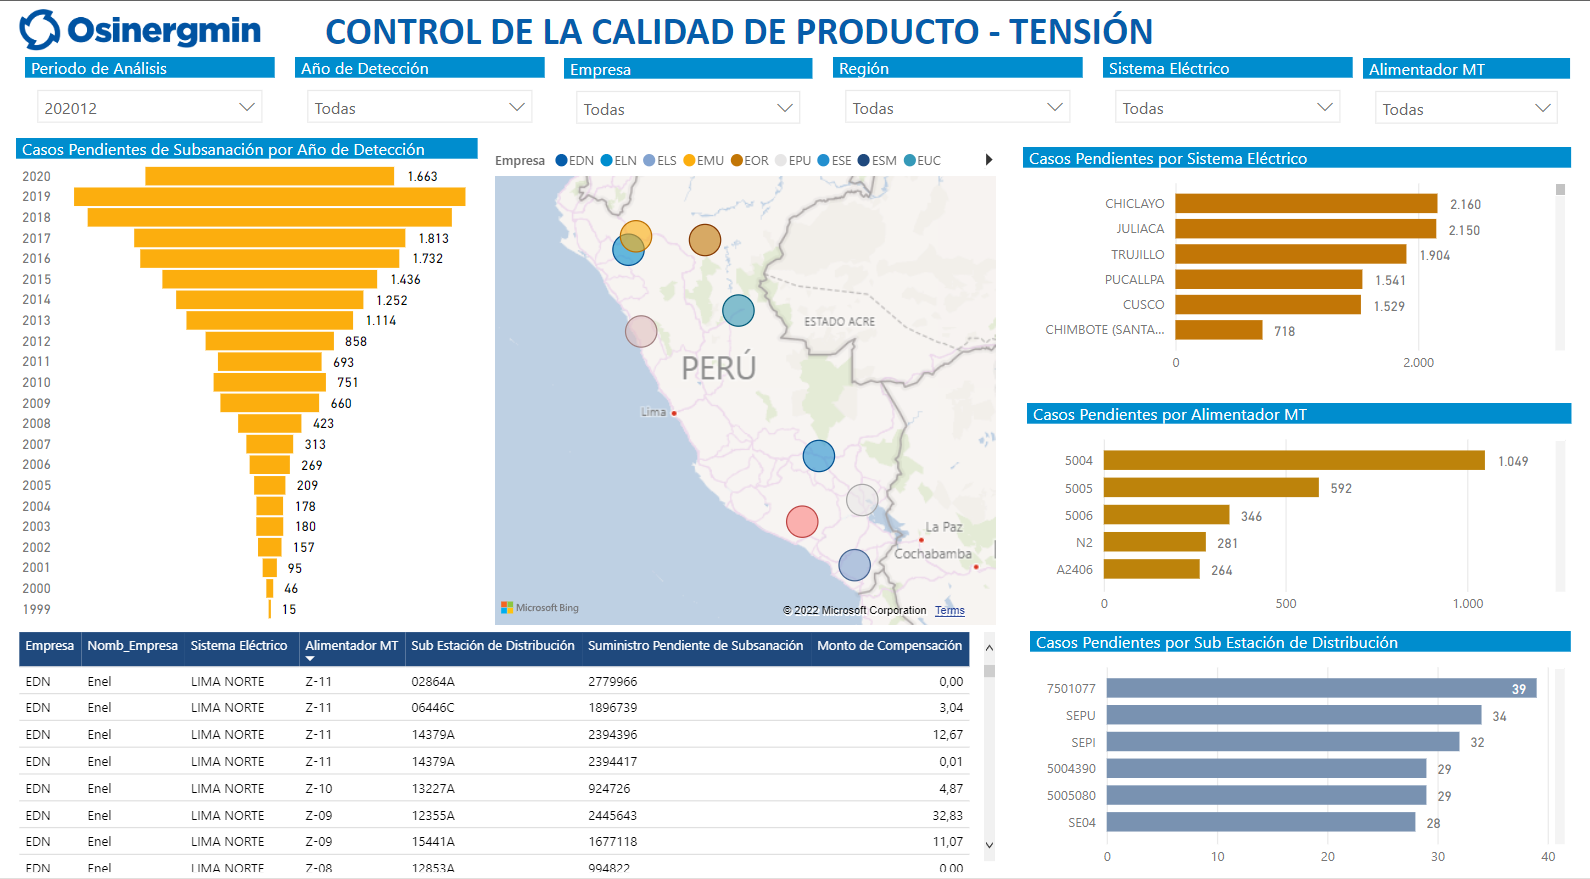 Osinergmin
CONTROL DE LA CALIDAD DE PRODUCTO - TENSIÓN
Periodo de Análisis
202012
Año de Detección
Todas
Empresa
Todas
Región
Todas
Sistema Eléctrico
Todas
Alimentador MT
Todas
Casos Pendientes de Subsanación por Año de Detección
2020 1.663
2019
2018
2017 1.813
2016 1.732
2015 1.436
2014 1.252
2013 1.114
2012 858
2011 693
2010 751
2009 660
2008 423
2007 313
2006 269
2005 209
2004 178
2003 180
2002 157
2001 95
2000 46
1999 15
Empresa EDN ELN ELS EMU EOR EPU ESE ESM EUC
ESTADO ACRE
PERÚ
Lima
La Paz
Cochabamba
Microsoft Bing
© 2022 Microsoft Corporation Terms
Casos Pendientes por Sistema Eléctrico
CHICLAYO 2.160
JULIACA 2.150
TRUJILLO 1.904
PUCALLPA 1.541
CUSCO 1.529
CHIMBOTE (SANTA... 718
0 2.000
Casos Pendientes por Alimentador MT
5004 1.049
5005 592
5006 346
N2 281
A2406 264
0 500 1.000
Casos Pendientes por Sub Estación de Distribución
7501077 39
SEPU 34
SEPI 32
5004390 29
5005080 29
SE04 28
0 10 20 30 40
Empresa Nomb_Empresa Sistema Eléctrico Alimentador MT Sub Estación de Distribución Suministro Pendiente de Subsanación Monto de Compensación
EDN Enel LIMA NORTE Z-11 02864A 2779966 0,00
EDN Enel LIMA NORTE Z-11 06446C 1896739 3,04
EDN Enel LIMA NORTE Z-11 14379A 2394396 12,67
EDN Enel LIMA NORTE Z-11 14379A 2394417 0,01
EDN Enel LIMA NORTE Z-10 13227A 924726 4,87
EDN Enel LIMA NORTE Z-09 12355A 2445643 32,83
EDN Enel LIMA NORTE Z-09 15441A 1677118 11,07
EDN Enel LIMA NORTE Z-08 12853A 994822 0,00